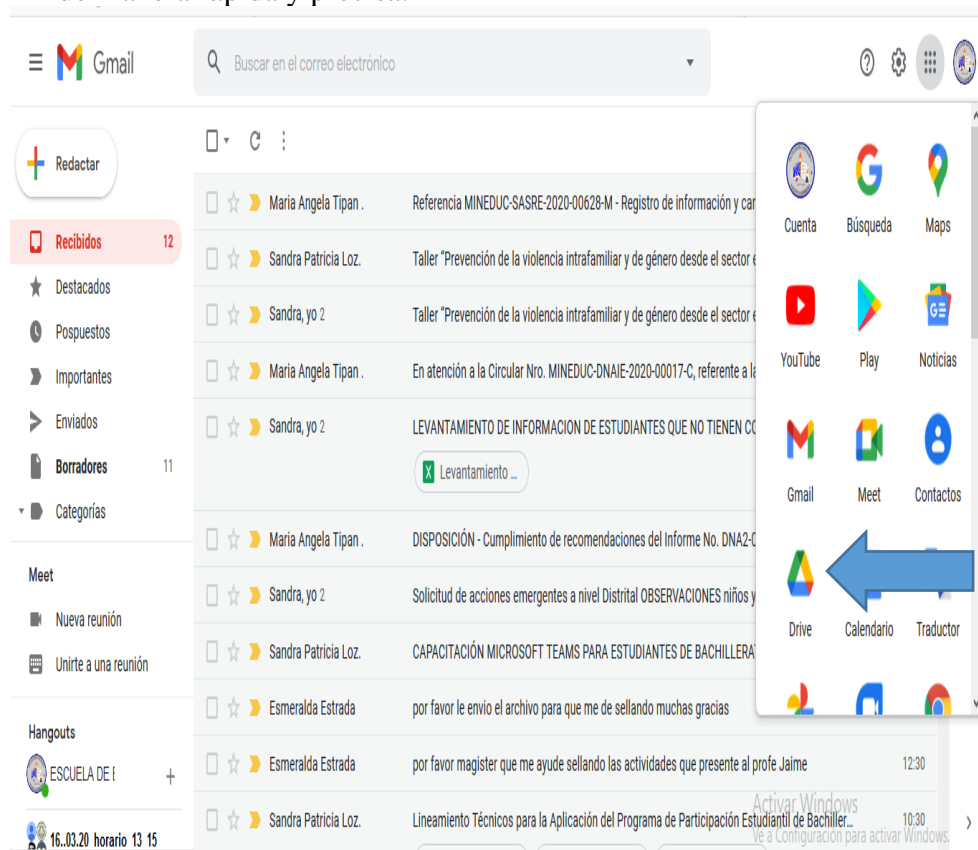 Gmail
Buscar en el correo electrónico
Redactar
Recibidos 12
Destacados
Pospuestos
Importantes
Enviados
Borradores 11
Categorías
Meet
Nueva reunión
Unirte a una reunión
Hangouts
ESCUELA DE E
16..03.20 horario 13 15
Maria Angela Tipan . Referencia MINEDUC-SASRE-2020-00628-M - Registro de información y car
Sandra Patricia Loz. Taller "Prevención de la violencia intrafamiliar y de género desde el sector e
Sandra, yo 2 Taller "Prevención de la violencia intrafamiliar y de género desde el sector e
Maria Angela Tipan . En atención a la Circular Nro. MINEDUC-DNAIE-2020-00017-C, referente a la
Sandra, yo 2 LEVANTAMIENTO DE INFORMACION DE ESTUDIANTES QUE NO TIENEN CO
X Levantamiento ...
Maria Angela Tipan . DISPOSICIÓN - Cumplimiento de recomendaciones del Informe No. DNA2-0
Sandra, yo 2 Solicitud de acciones emergentes a nivel Distrital OBSERVACIONES niños y
Sandra Patricia Loz. CAPACITACIÓN MICROSOFT TEAMS PARA ESTUDIANTES DE BACHILLERA
Esmeralda Estrada por favor le envio el archivo para que me de sellando muchas gracias
Esmeralda Estrada por favor magister que me ayude sellando las actividades que presente al profe Jaime 12:30
Sandra Patricia Loz. Lineamiento Técnicos para la Aplicación del Programa de Participación Estudiantil de Bachiller... 10:30
Cuenta Búsqueda Maps
YouTube Play Noticias
Gmail Meet Contactos
Drive Calendario Traductor
Activar Windows
Ve a Configuración para activar Windows.